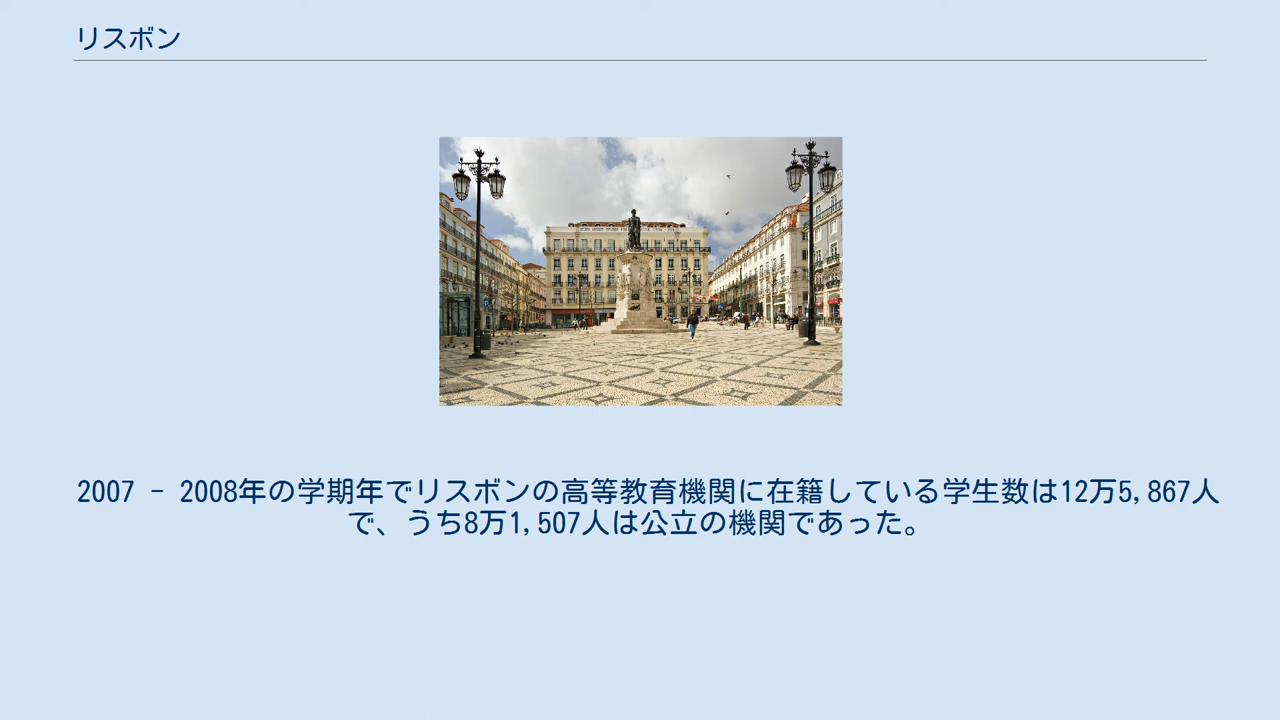 リスボン
2007 - 2008年の学期年でリスボンの高等教育機関に在籍している学生数は12万5,867人
で、うち8万1,507人は公立の機関であった。